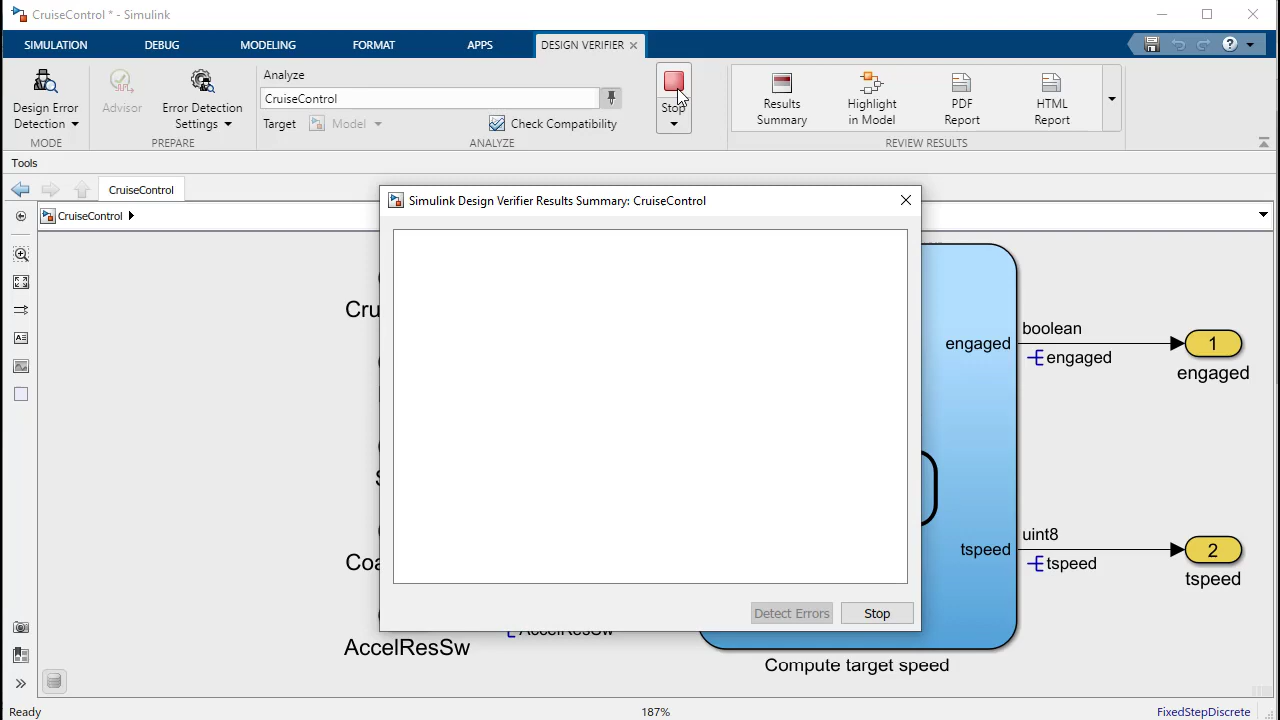 CruiseControl * - Simulink
SIMULATION
DEBUG
MODELING
FORMAT
APPS
DESIGN VERIFIER
Design Error
Detection
MODE
Advisor
Error Detection
Settings
PREPARE
Analyze
CruiseControl
Target
Model
Check Compatibility
Stop
ANALYZE
Results
Summary
Highlight
in Model
PDF
Report
HTML
Report
REVIEW RESULTS
Tools
CruiseControl
CruiseControl
Simulink Design Verifier Results Summary: CruiseControl
Cru
Coa
AccelResSw
AccelResSw
engaged
boolean
engaged
1
engaged
tspeed
uint8
tspeed
2
tspeed
Detect Errors
Stop
Compute target speed
Ready
187%
FixedStepDiscrete